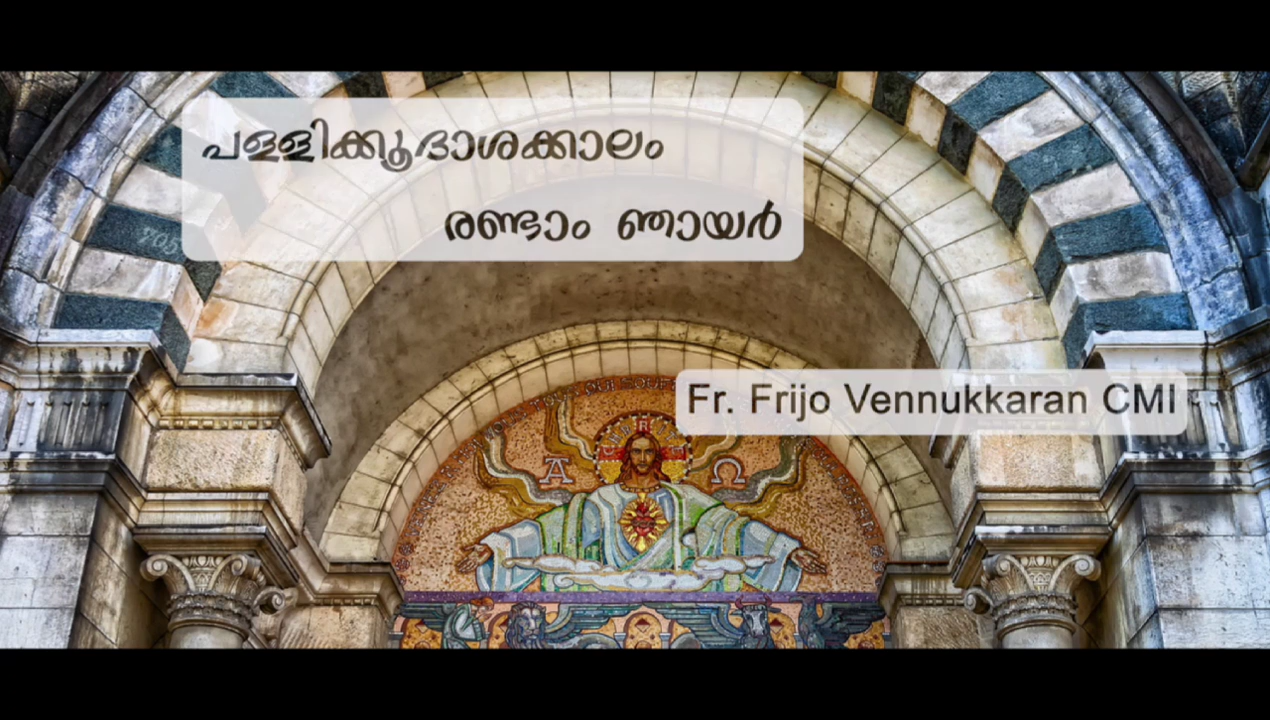 പള്ളിക്കൂദാശക്കാലം
രണ്ടാം ഞായർ
Fr. Frijo Vennukkaran CMI
Α Ω